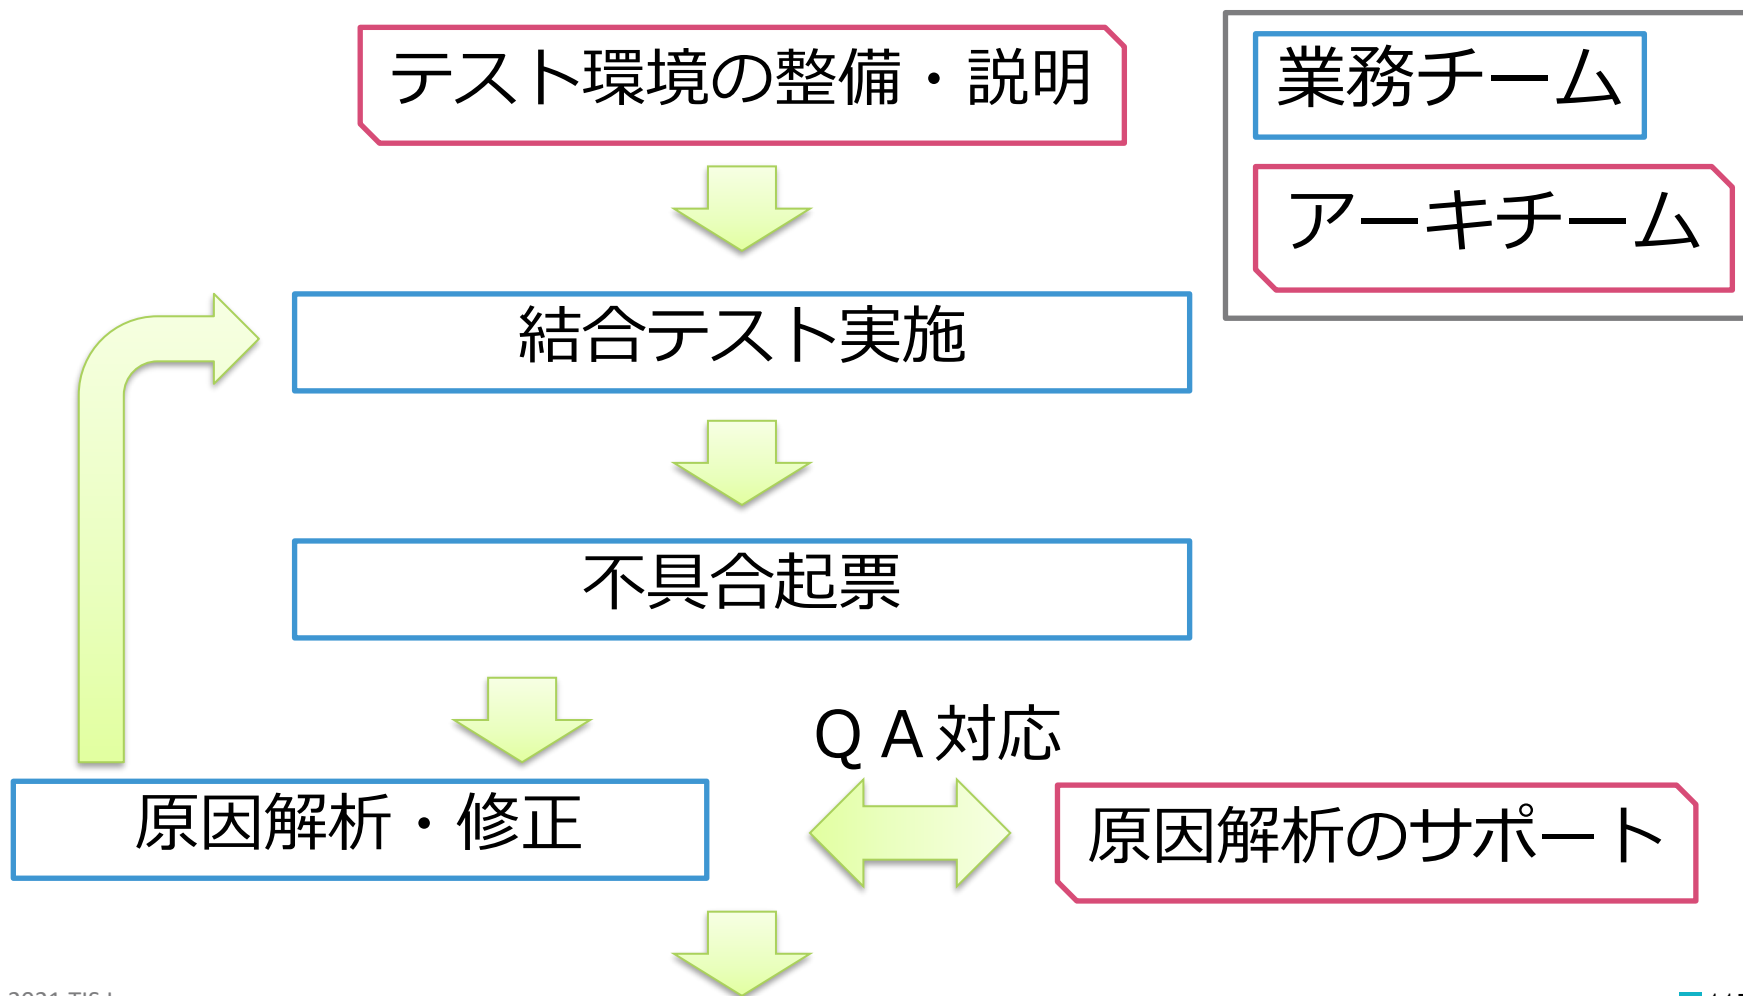 テスト環境の整備・説明
業務チーム
アーキチーム
結合テスト実施
不具合起票
ＱＡ対応
原因解析・修正
原因解析のサポート